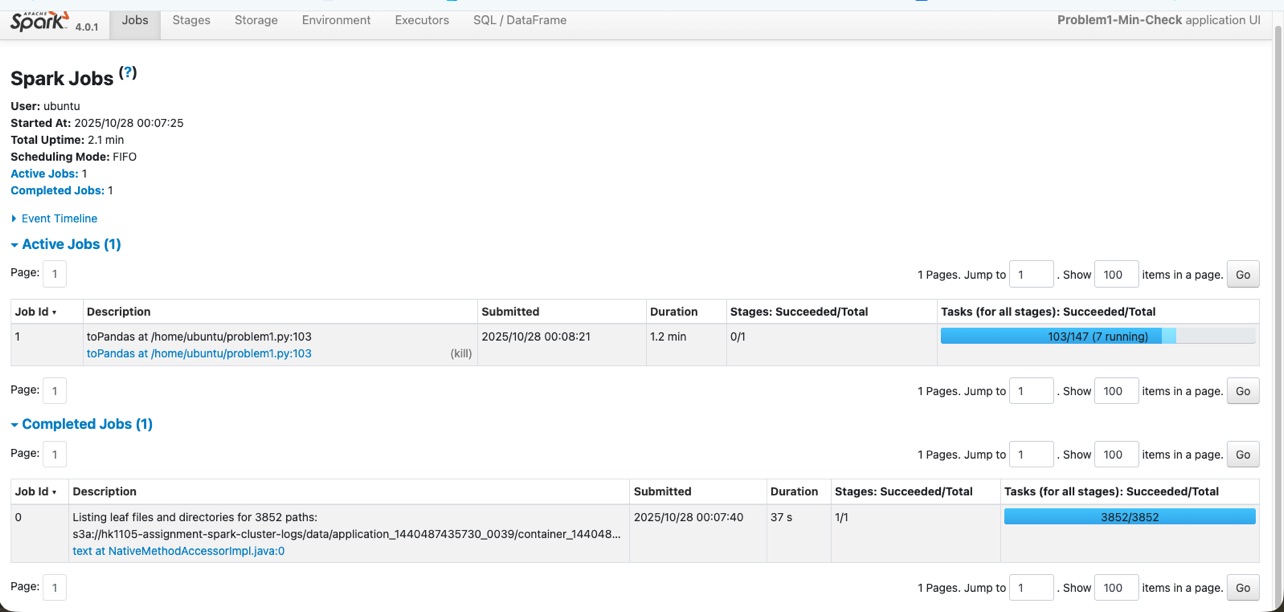 APACHE
Spark 4.0.1 Jobs Stages Storage Environment Executors SQL / DataFrame Problem1-Min-Check application UI
Spark Jobs (?)
User: ubuntu
Started At: 2025/10/28 00:07:25
Total Uptime: 2.1 min
Scheduling Mode: FIFO
Active Jobs: 1
Completed Jobs: 1
Event Timeline
Active Jobs (1)
Page: 1 1 Pages. Jump to 1 . Show 100 items in a page. Go
Job Id ▾ Description Submitted Duration Stages: Succeeded/Total Tasks (for all stages): Succeeded/Total
1 toPandas at /home/ubuntu/problem1.py:103 2025/10/28 00:08:21 1.2 min 0/1 103/147 (7 running)
toPandas at /home/ubuntu/problem1.py:103 (kill)
Page: 1 1 Pages. Jump to 1 . Show 100 items in a page. Go
Completed Jobs (1)
Page: 1 1 Pages. Jump to 1 . Show 100 items in a page. Go
Job Id ▾ Description Submitted Duration Stages: Succeeded/Total Tasks (for all stages): Succeeded/Total
0 Listing leaf files and directories for 3852 paths: 2025/10/28 00:07:40 37 s 1/1 3852/3852
s3a://hk1105-assignment-spark-cluster-logs/data/application_1440487435730_0039/container_144048...
text at NativeMethodAccessorImpl.java:0
Page: 1 1 Pages. Jump to 1 . Show 100 items in a page. Go